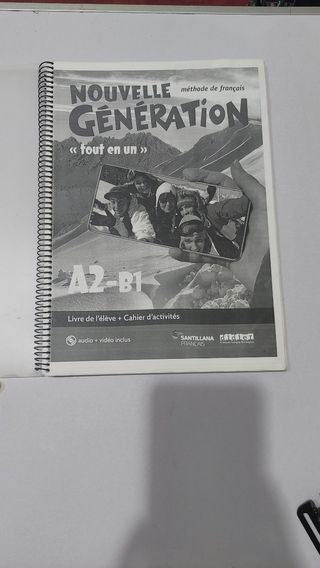 NOUVELLE
méthode de français
GÉNÉRATION
« tout en un »
A2-B1
Livre de l'élève + Cahier d'activités
audio + vidéo inclus
SANTILLANA
FRANÇAIS
didier